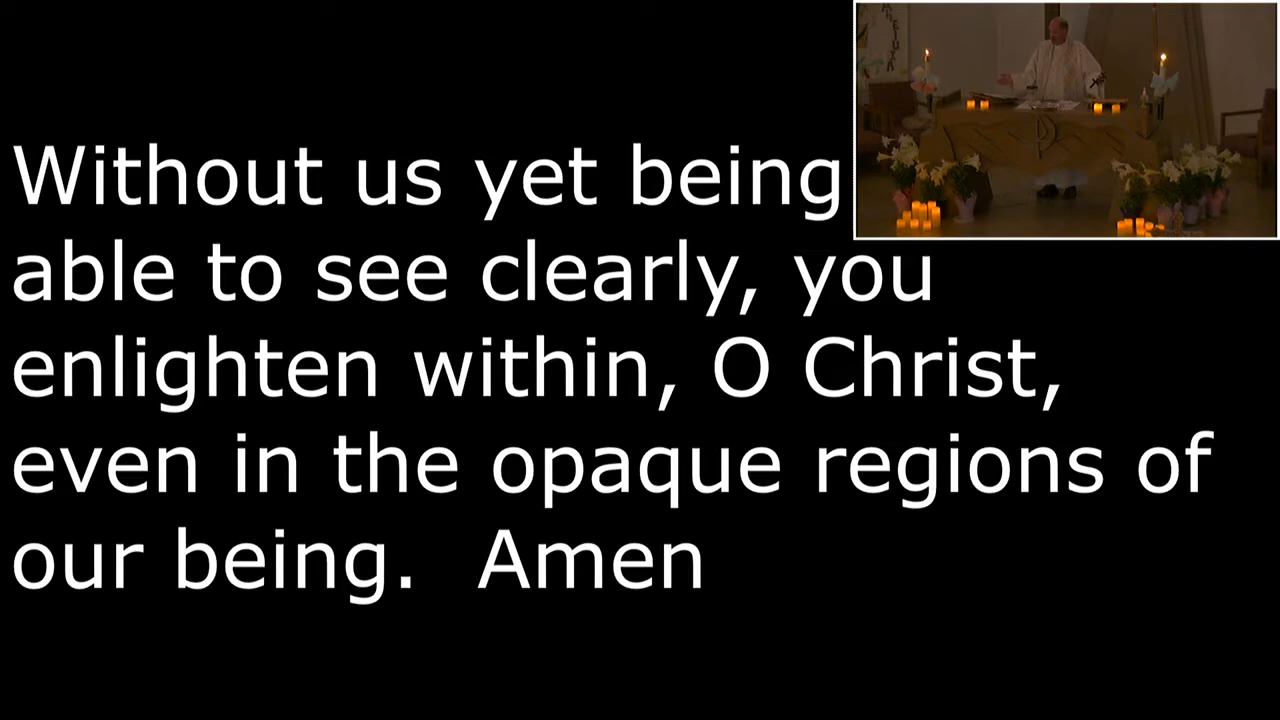 Without us yet being
able to see clearly, you
enlighten within, O Christ,
even in the opaque regions of
our being.  Amen